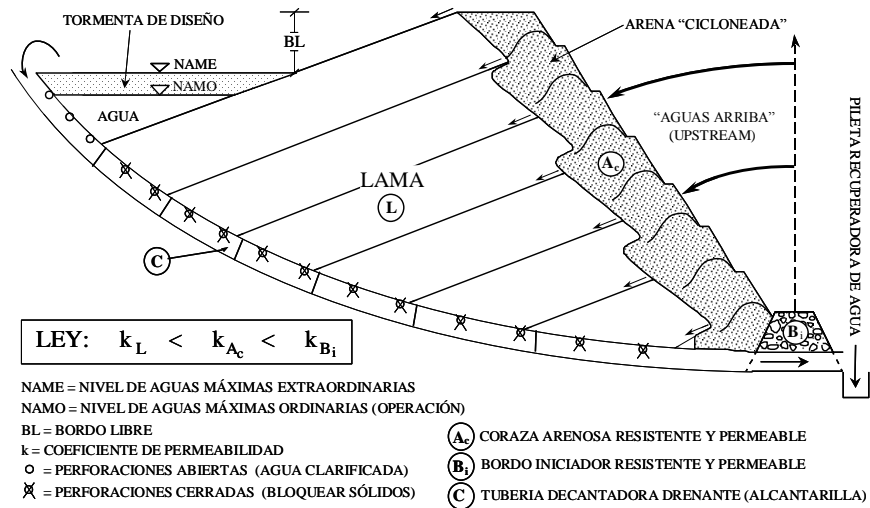 TORMENTA DE DISEÑO
BL
ARENA “CICLONEADA”
NAME
NAMO
AGUA
“AGUAS ARRIBA”
(UPSTREAM)
PILETA RECUPERADORA DE AGUA
Ac
LAMA
L
C
Bi
LEY: kL < kAc < kBi
NAME = NIVEL DE AGUAS MÁXIMAS EXTRAORDINARIAS
NAMO = NIVEL DE AGUAS MÁXIMAS ORDINARIAS (OPERACIÓN)
BL = BORDO LIBRE
k = COEFICIENTE DE PERMEABILIDAD
= PERFORACIONES ABIERTAS (AGUA CLARIFICADA)
= PERFORACIONES CERRADAS (BLOQUEAR SÓLIDOS)
Ac CORAZA ARENOSA RESISTENTE Y PERMEABLE
Bi BORDO INICIADOR RESISTENTE Y PERMEABLE
C TUBERIA DECANTADORA DRENANTE (ALCANTARILLA)